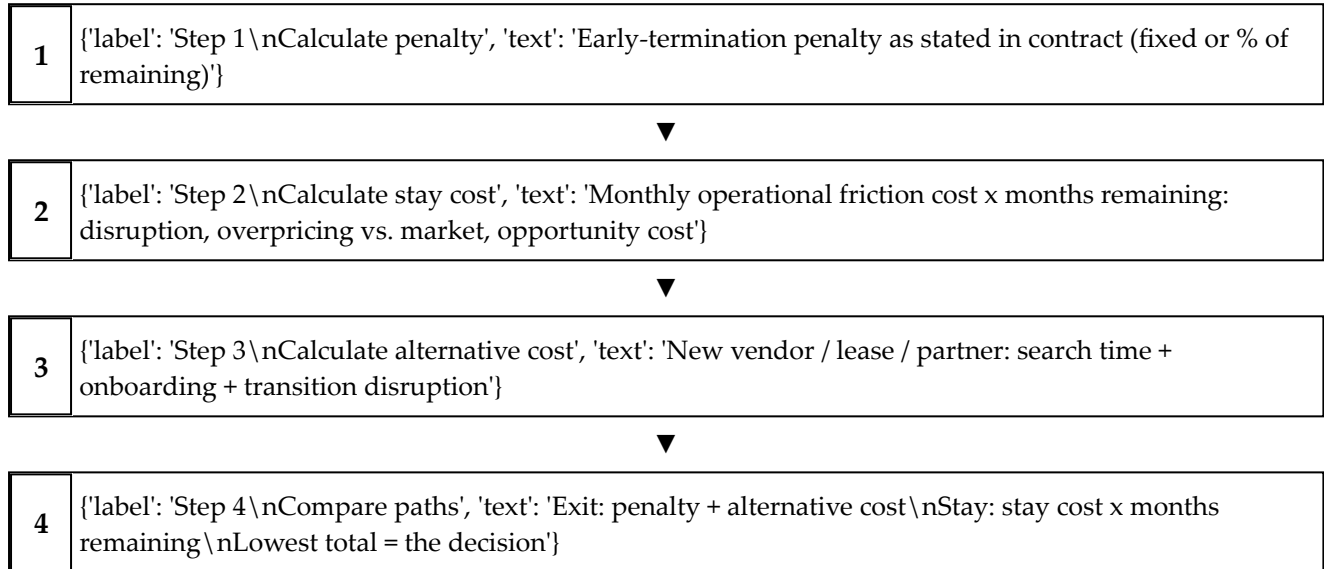 1
{'label': 'Step 1\nCalculate penalty', 'text': 'Early-termination penalty as stated in contract (fixed or % of
remaining)'}
▼
2
{'label': 'Step 2\nCalculate stay cost', 'text': 'Monthly operational friction cost x months remaining:
disruption, overpricing vs. market, opportunity cost'}
▼
3
{'label': 'Step 3\nCalculate alternative cost', 'text': 'New vendor / lease / partner: search time +
onboarding + transition disruption'}
▼
4
{'label': 'Step 4\nCompare paths', 'text': 'Exit: penalty + alternative cost\nStay: stay cost x months
remaining\nLowest total = the decision'}